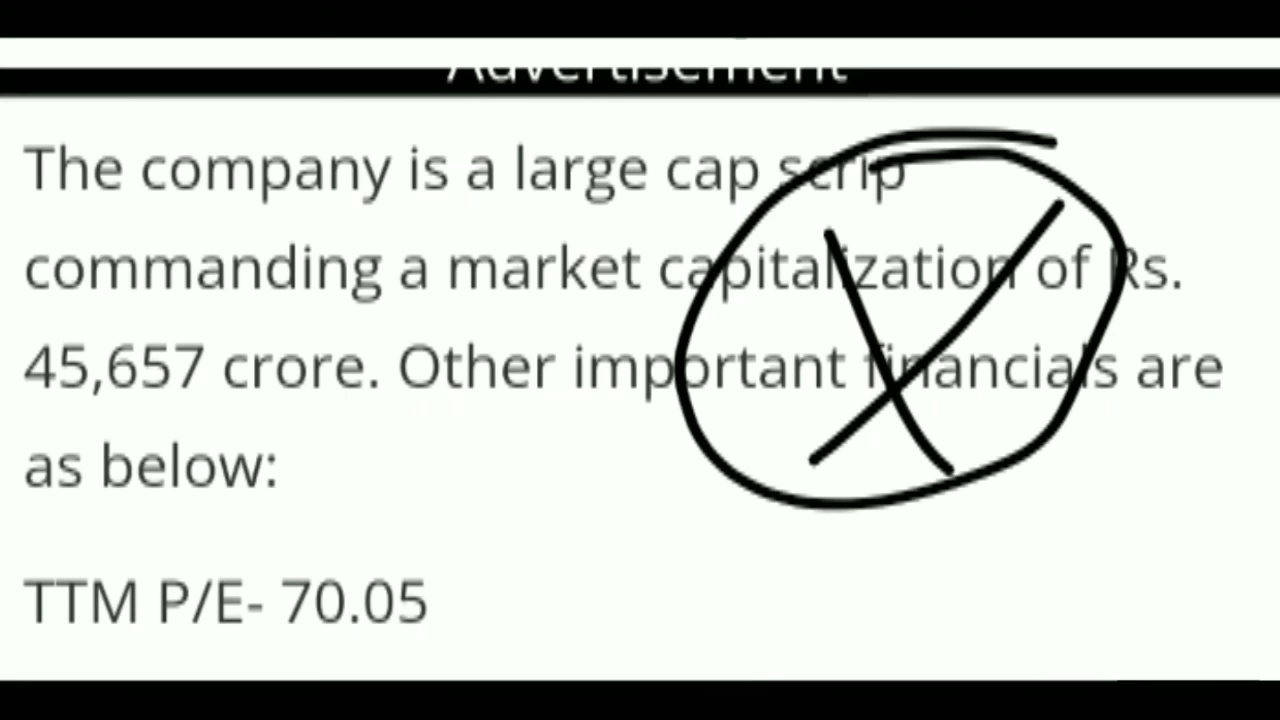 Advertisement
The company is a large cap scrip
commanding a market capitalization of Rs.
45,657 crore. Other important financials are
as below:
TTM P/E- 70.05